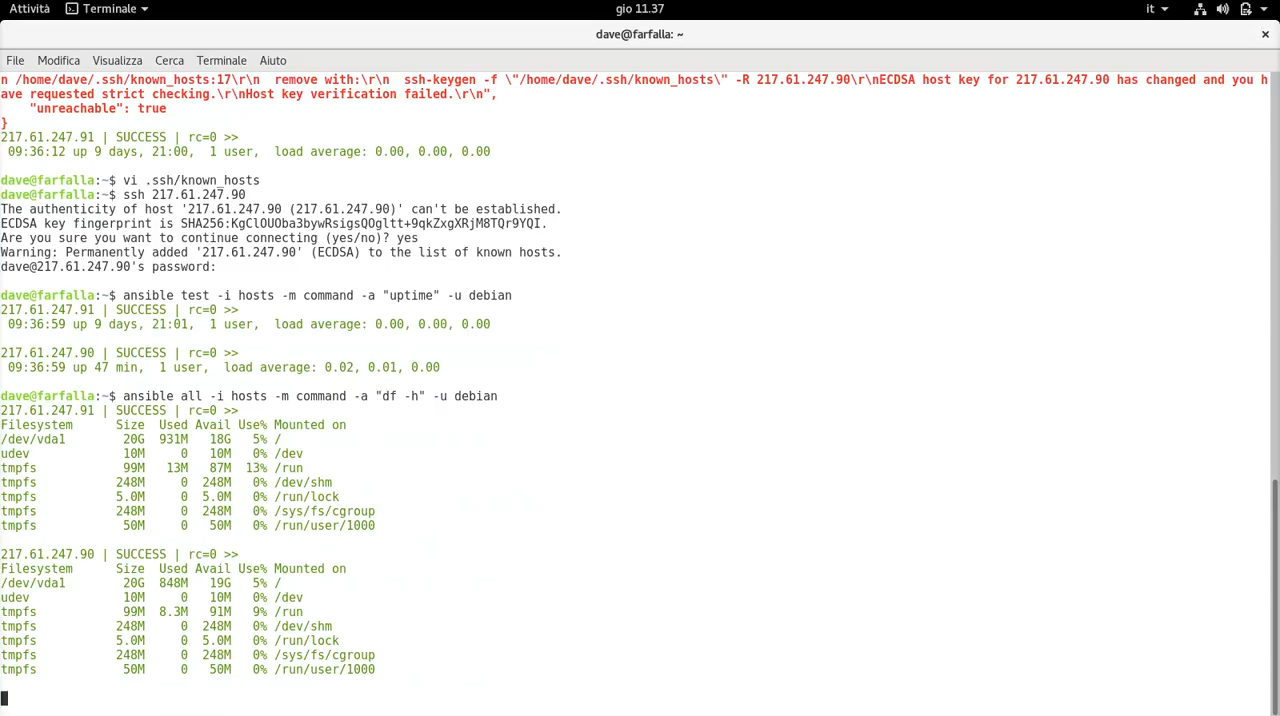 Attività Terminale gio 11.37 it
dave@farfalla: ~ ×
File Modifica Visualizza Cerca Terminale Aiuto
n /home/dave/.ssh/known_hosts:17\r\n  remove with:\r\n  ssh-keygen -f \"/home/dave/.ssh/known_hosts\" -R 217.61.247.90\r\nECDSA host key for 217.61.247.90 has changed and you h
ave requested strict checking.\r\nHost key verification failed.\r\n",
    "unreachable": true
}
217.61.247.91 | SUCCESS | rc=0 >>
 09:36:12 up 9 days, 21:00,  1 user,  load average: 0.00, 0.00, 0.00
dave@farfalla:~$ vi .ssh/known_hosts
dave@farfalla:~$ ssh 217.61.247.90
The authenticity of host '217.61.247.90 (217.61.247.90)' can't be established.
ECDSA key fingerprint is SHA256:KgClOUOba3bywRsigsQOgltt+9qkZxgXRjM8TQr9YQI.
Are you sure you want to continue connecting (yes/no)? yes
Warning: Permanently added '217.61.247.90' (ECDSA) to the list of known hosts.
dave@217.61.247.90's password:
dave@farfalla:~$ ansible test -i hosts -m command -a "uptime" -u debian
217.61.247.91 | SUCCESS | rc=0 >>
 09:36:59 up 9 days, 21:01,  1 user,  load average: 0.00, 0.00, 0.00
217.61.247.90 | SUCCESS | rc=0 >>
 09:36:59 up 47 min,  1 user,  load average: 0.02, 0.01, 0.00
dave@farfalla:~$ ansible all -i hosts -m command -a "df -h" -u debian
217.61.247.91 | SUCCESS | rc=0 >>
Filesystem      Size  Used Avail Use% Mounted on
/dev/vda1        20G  931M   18G   5% /
udev             10M     0   10M   0% /dev
tmpfs            99M   13M   87M  13% /run
tmpfs           248M     0  248M   0% /dev/shm
tmpfs           5.0M     0  5.0M   0% /run/lock
tmpfs           248M     0  248M   0% /sys/fs/cgroup
tmpfs            50M     0   50M   0% /run/user/1000
217.61.247.90 | SUCCESS | rc=0 >>
Filesystem      Size  Used Avail Use% Mounted on
/dev/vda1        20G  848M   19G   5% /
udev             10M     0   10M   0% /dev
tmpfs            99M  8.3M   91M   9% /run
tmpfs           248M     0  248M   0% /dev/shm
tmpfs           5.0M     0  5.0M   0% /run/lock
tmpfs           248M     0  248M   0% /sys/fs/cgroup
tmpfs            50M     0   50M   0% /run/user/1000